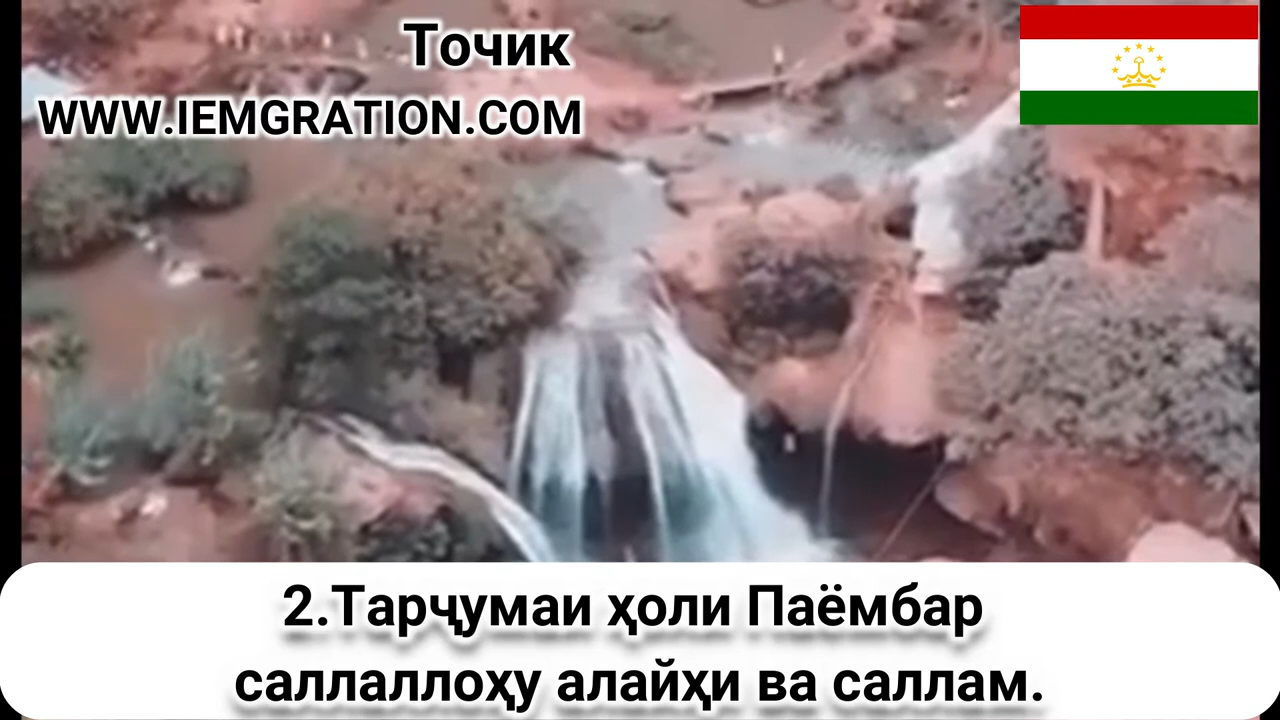 Точик
WWW.IEMGRATION.COM
2.Тарҷумаи ҳоли Паёмбар
саллаллоҳу алайҳи ва саллам.